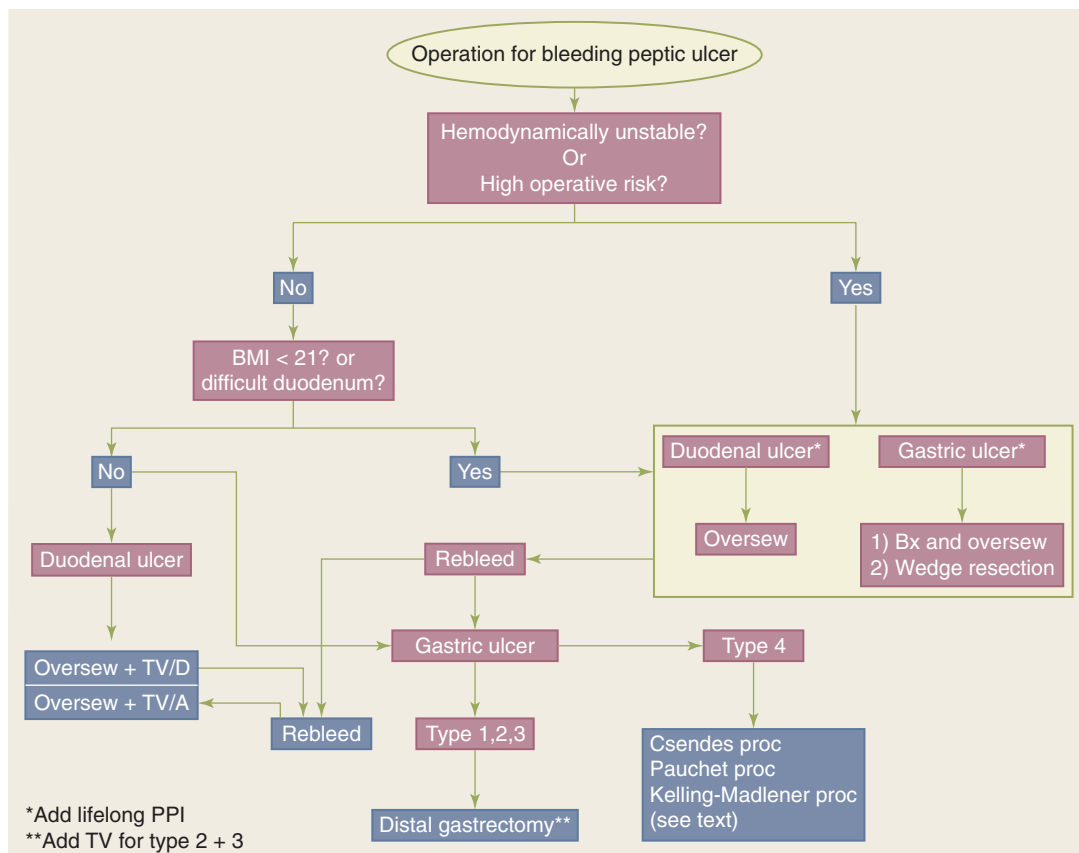 Operation for bleeding peptic ulcer
Hemodynamically unstable?
Or
High operative risk?
No
Yes
BMI < 21? or
difficult duodenum?
No
Yes
Duodenal ulcer*
Gastric ulcer*
Oversew
1) Bx and oversew
2) Wedge resection
Duodenal ulcer
Rebleed
Gastric ulcer
Type 4
Oversew + TV/D
Oversew + TV/A
Rebleed
Type 1,2,3
Csendes proc
Pauchet proc
Kelling-Madlener proc
(see text)
Distal gastrectomy**
*Add lifelong PPI
**Add TV for type 2 + 3